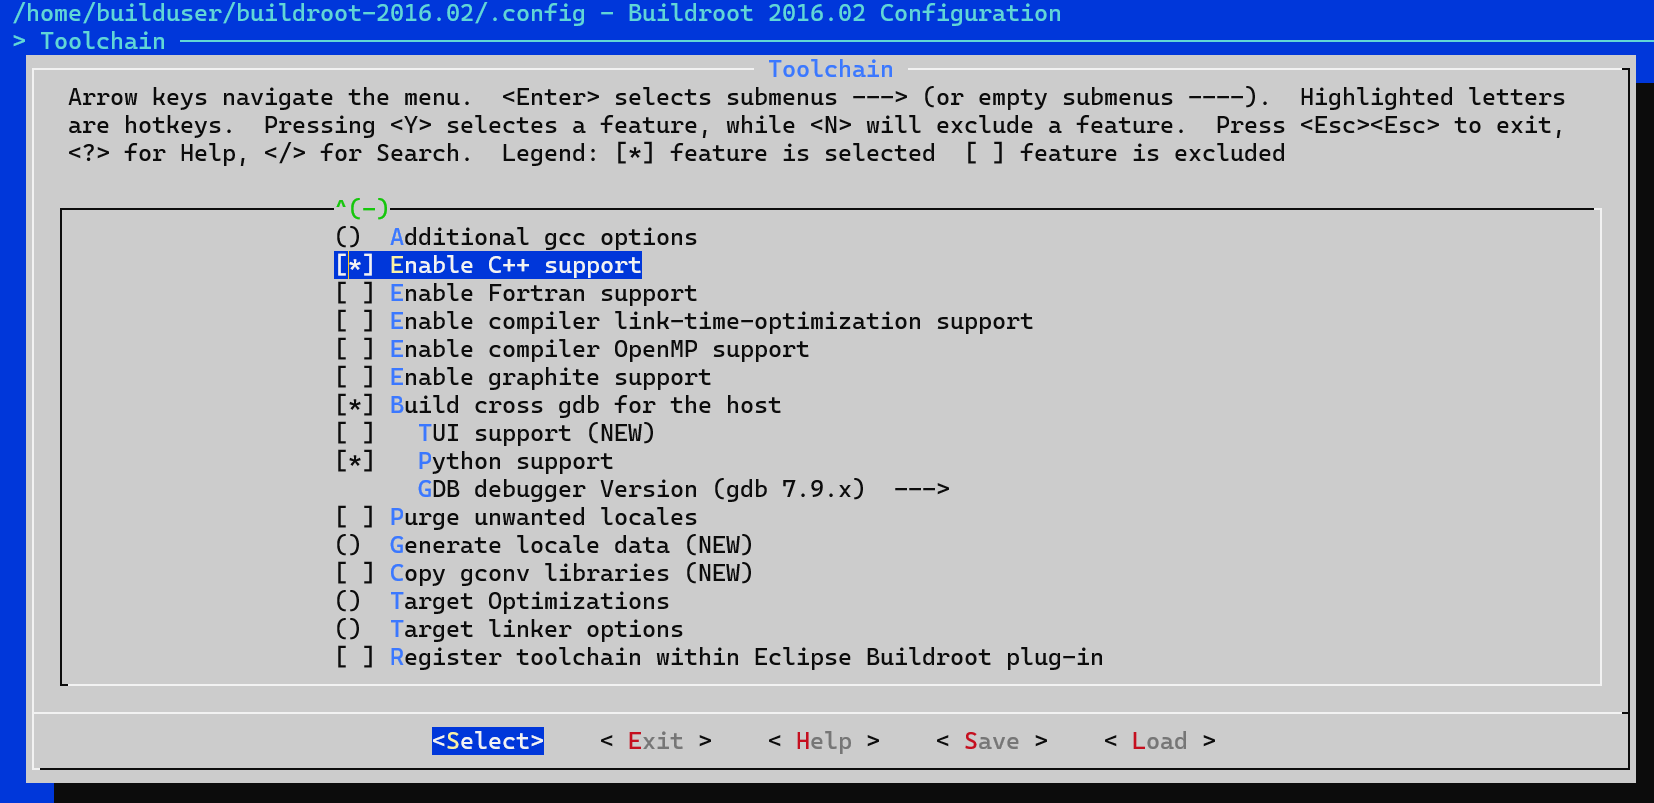 /home/builduser/buildroot-2016.02/.config - Buildroot 2016.02 Configuration
> Toolchain
Toolchain
Arrow keys navigate the menu.  <Enter> selects submenus ---> (or empty submenus ----).  Highlighted letters
are hotkeys.  Pressing <Y> selectes a feature, while <N> will exclude a feature.  Press <Esc><Esc> to exit,
<?> for Help, </> for Search.  Legend: [*] feature is selected  [ ] feature is excluded
^(-)
()  Additional gcc options
[*] Enable C++ support
[ ] Enable Fortran support
[ ] Enable compiler link-time-optimization support
[ ] Enable compiler OpenMP support
[ ] Enable graphite support
[*] Build cross gdb for the host
[ ]   TUI support (NEW)
[*]   Python support
GDB debugger Version (gdb 7.9.x)  --->
[ ] Purge unwanted locales
()  Generate locale data (NEW)
[ ] Copy gconv libraries (NEW)
()  Target Optimizations
()  Target linker options
[ ] Register toolchain within Eclipse Buildroot plug-in
<Select>    < Exit >    < Help >    < Save >    < Load >